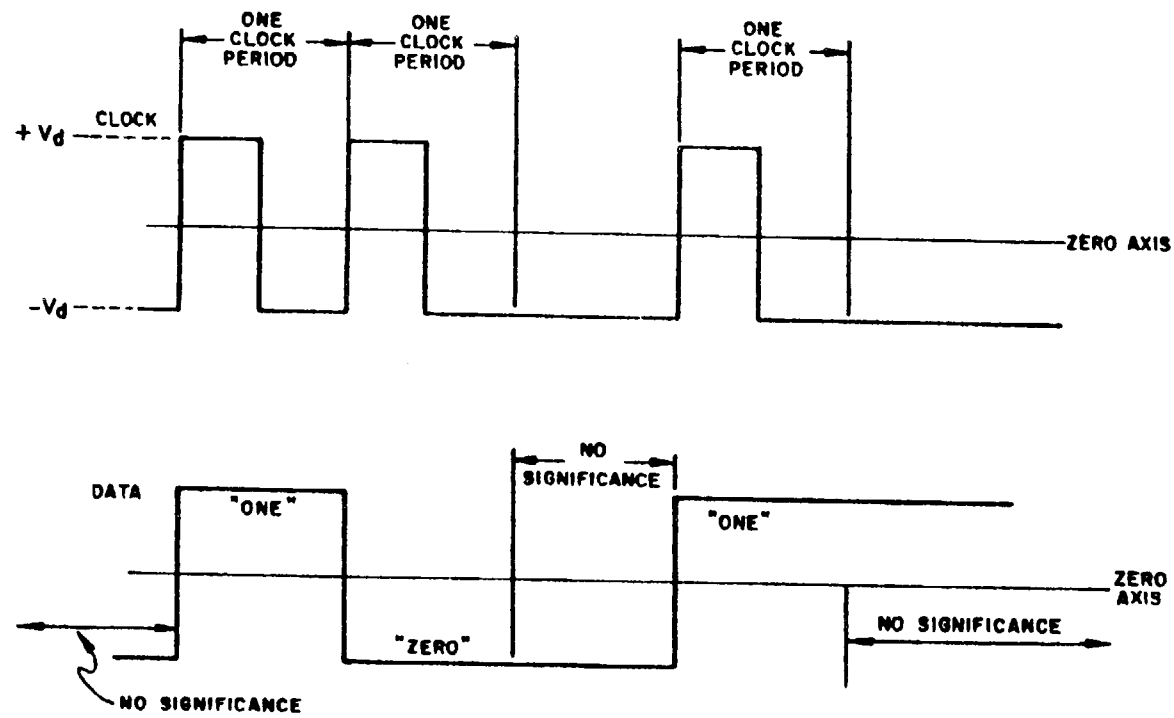 ONE
CLOCK
PERIOD
ONE
CLOCK
PERIOD
ONE
CLOCK
PERIOD
+ Vd
CLOCK
ZERO AXIS
-Vd
NO
SIGNIFICANCE
DATA
"ONE"
"ONE"
ZERO
AXIS
"ZERO"
NO SIGNIFICANCE
NO SIGNIFICANCE